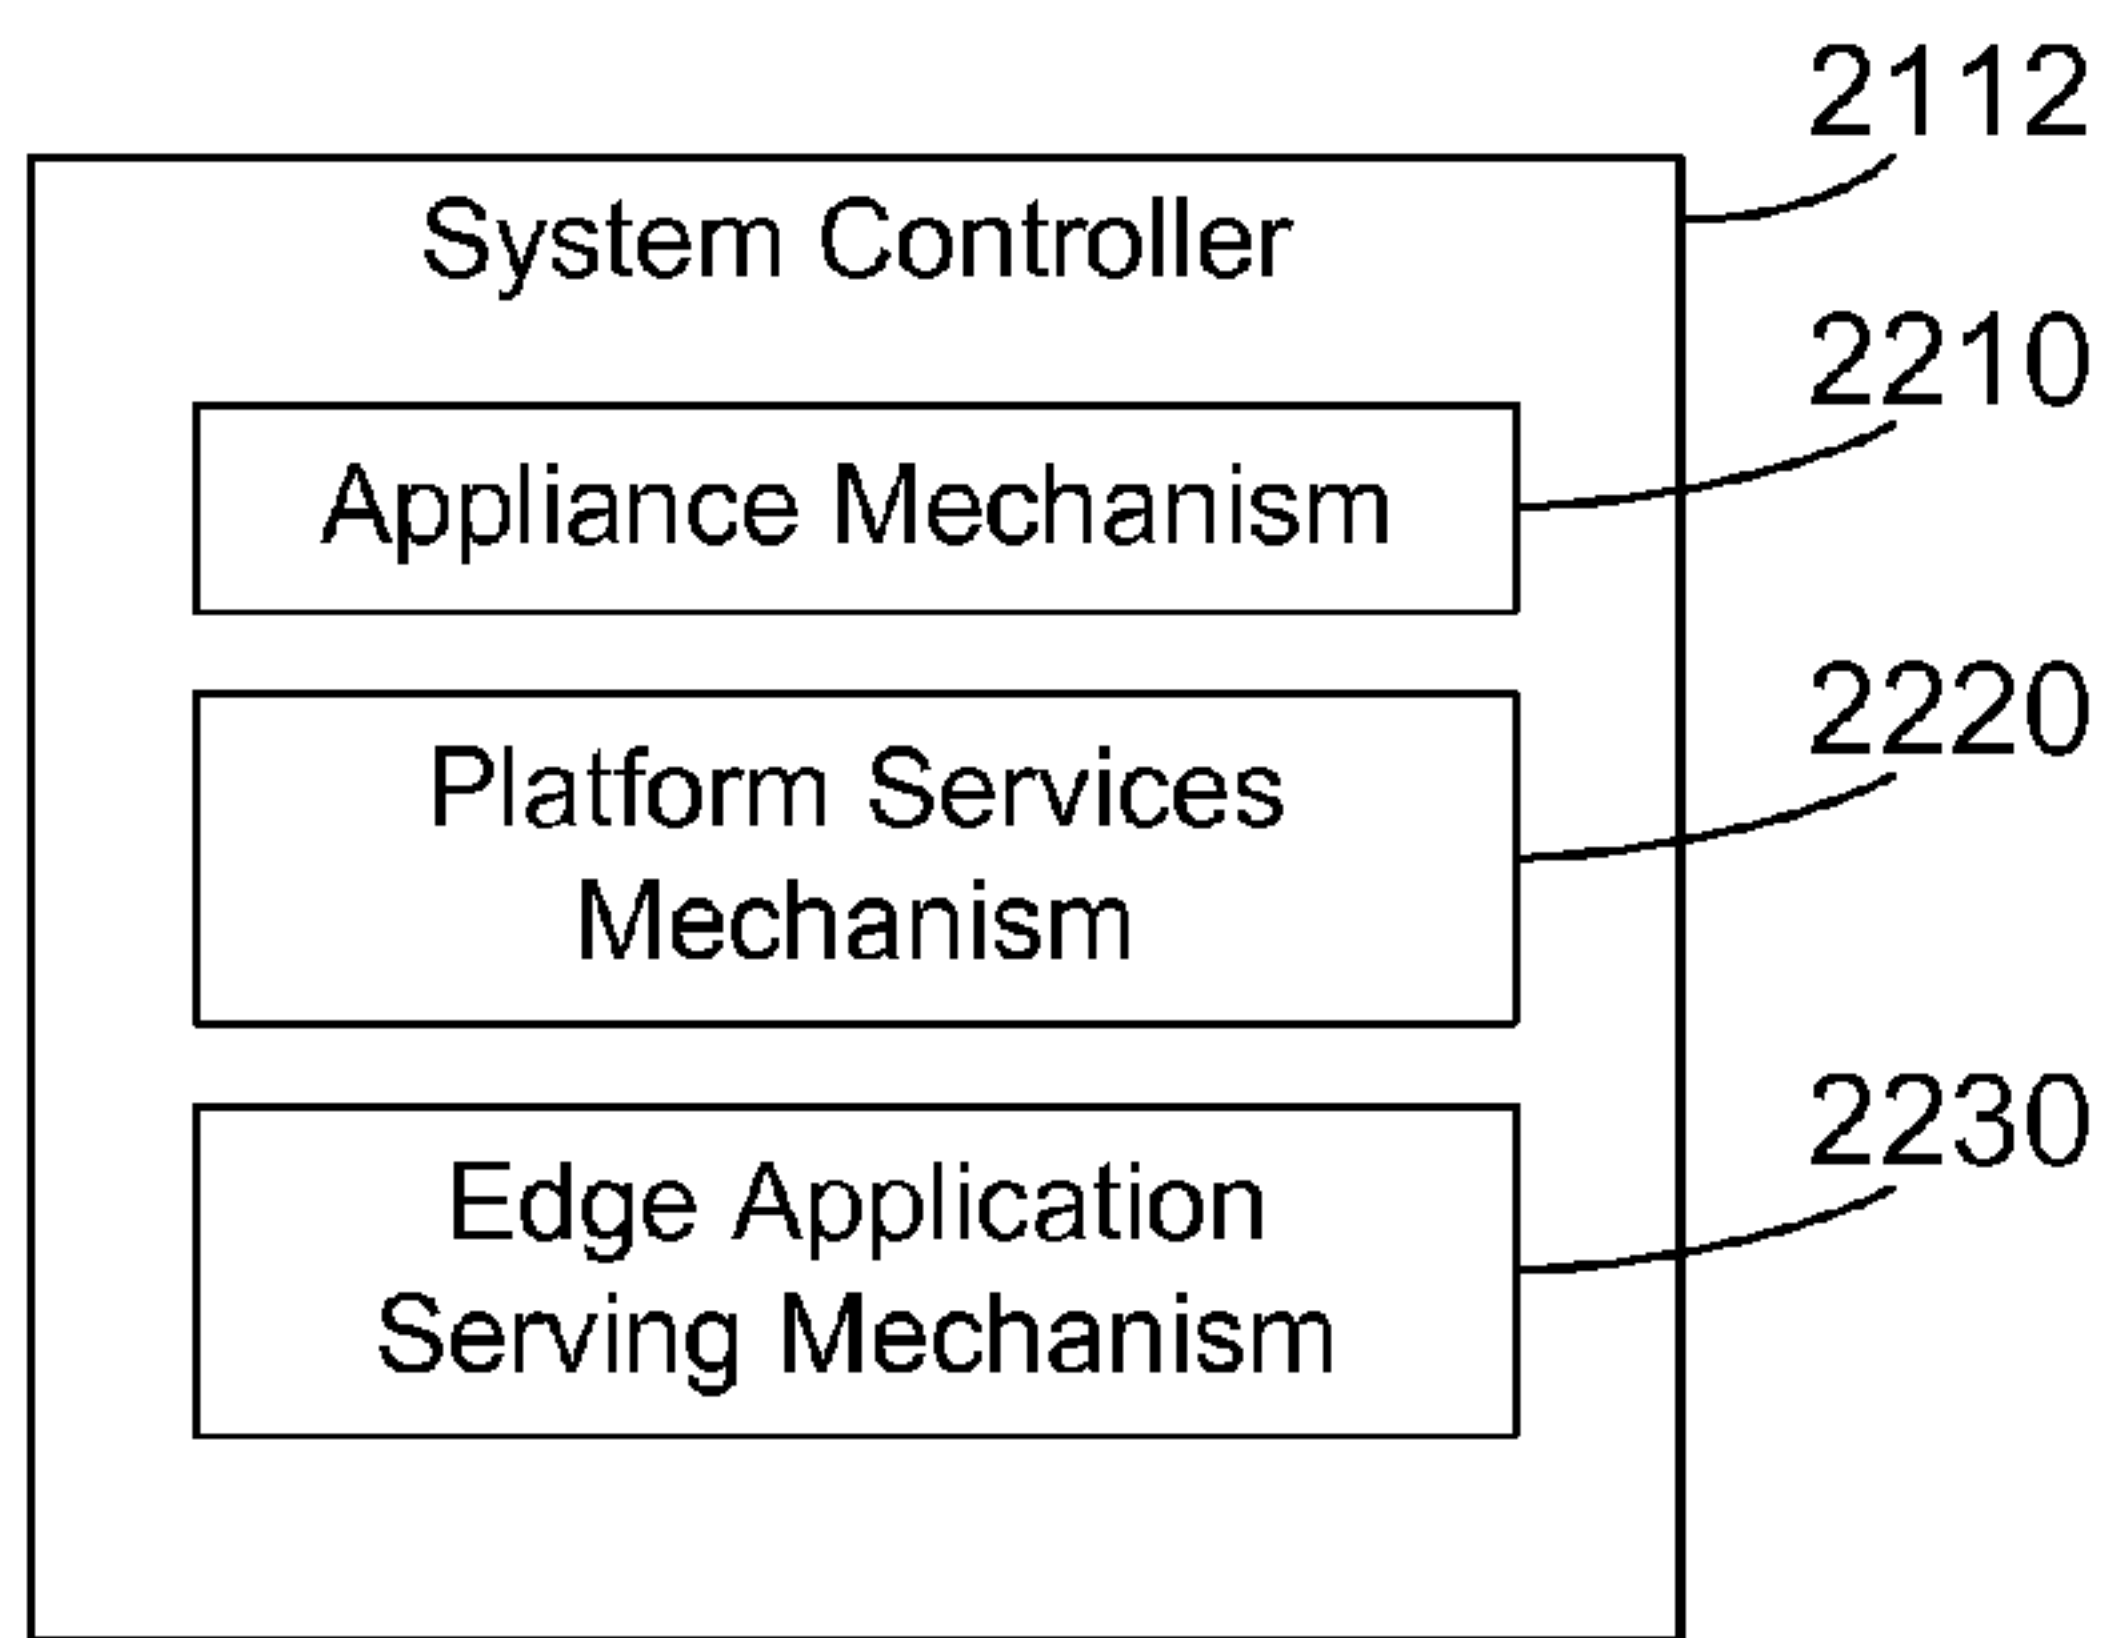 2112
System Controller
2210
Appliance Mechanism
2220
Platform Services
Mechanism
2230
Edge Application
Serving Mechanism